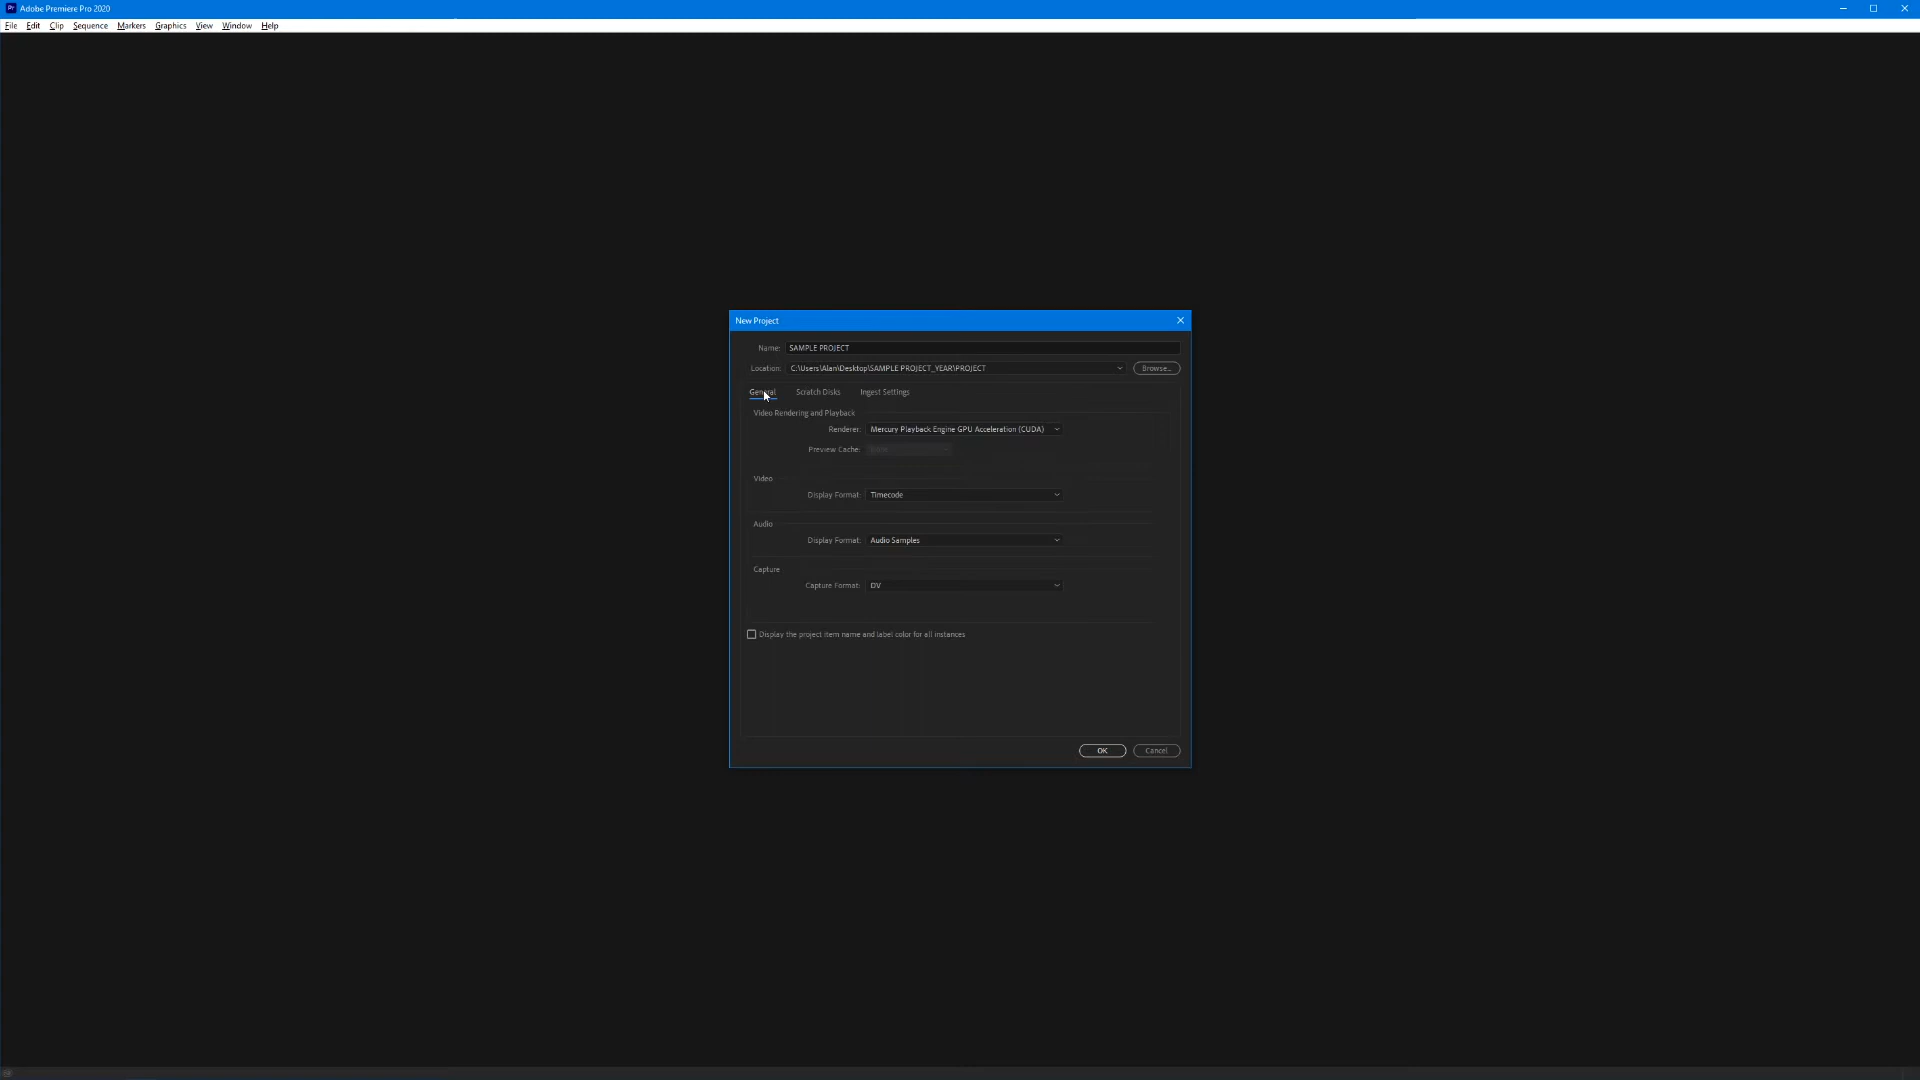 Adobe Premiere Pro 2020
File Edit Clip Sequence Markers Graphics View Window Help
New Project
Name: SAMPLE PROJECT
Location: C:\Users\Alan\Desktop\SAMPLE PROJECT_YEAR\PROJECT Browse...
General Scratch Disks Ingest Settings
Video Rendering and Playback
Renderer: Mercury Playback Engine GPU Acceleration (CUDA)
Preview Cache:
Video
Display Format: Timecode
Audio
Display Format: Audio Samples
Capture
Capture Format: DV
Display the project item name and label color for all instances
OK Cancel